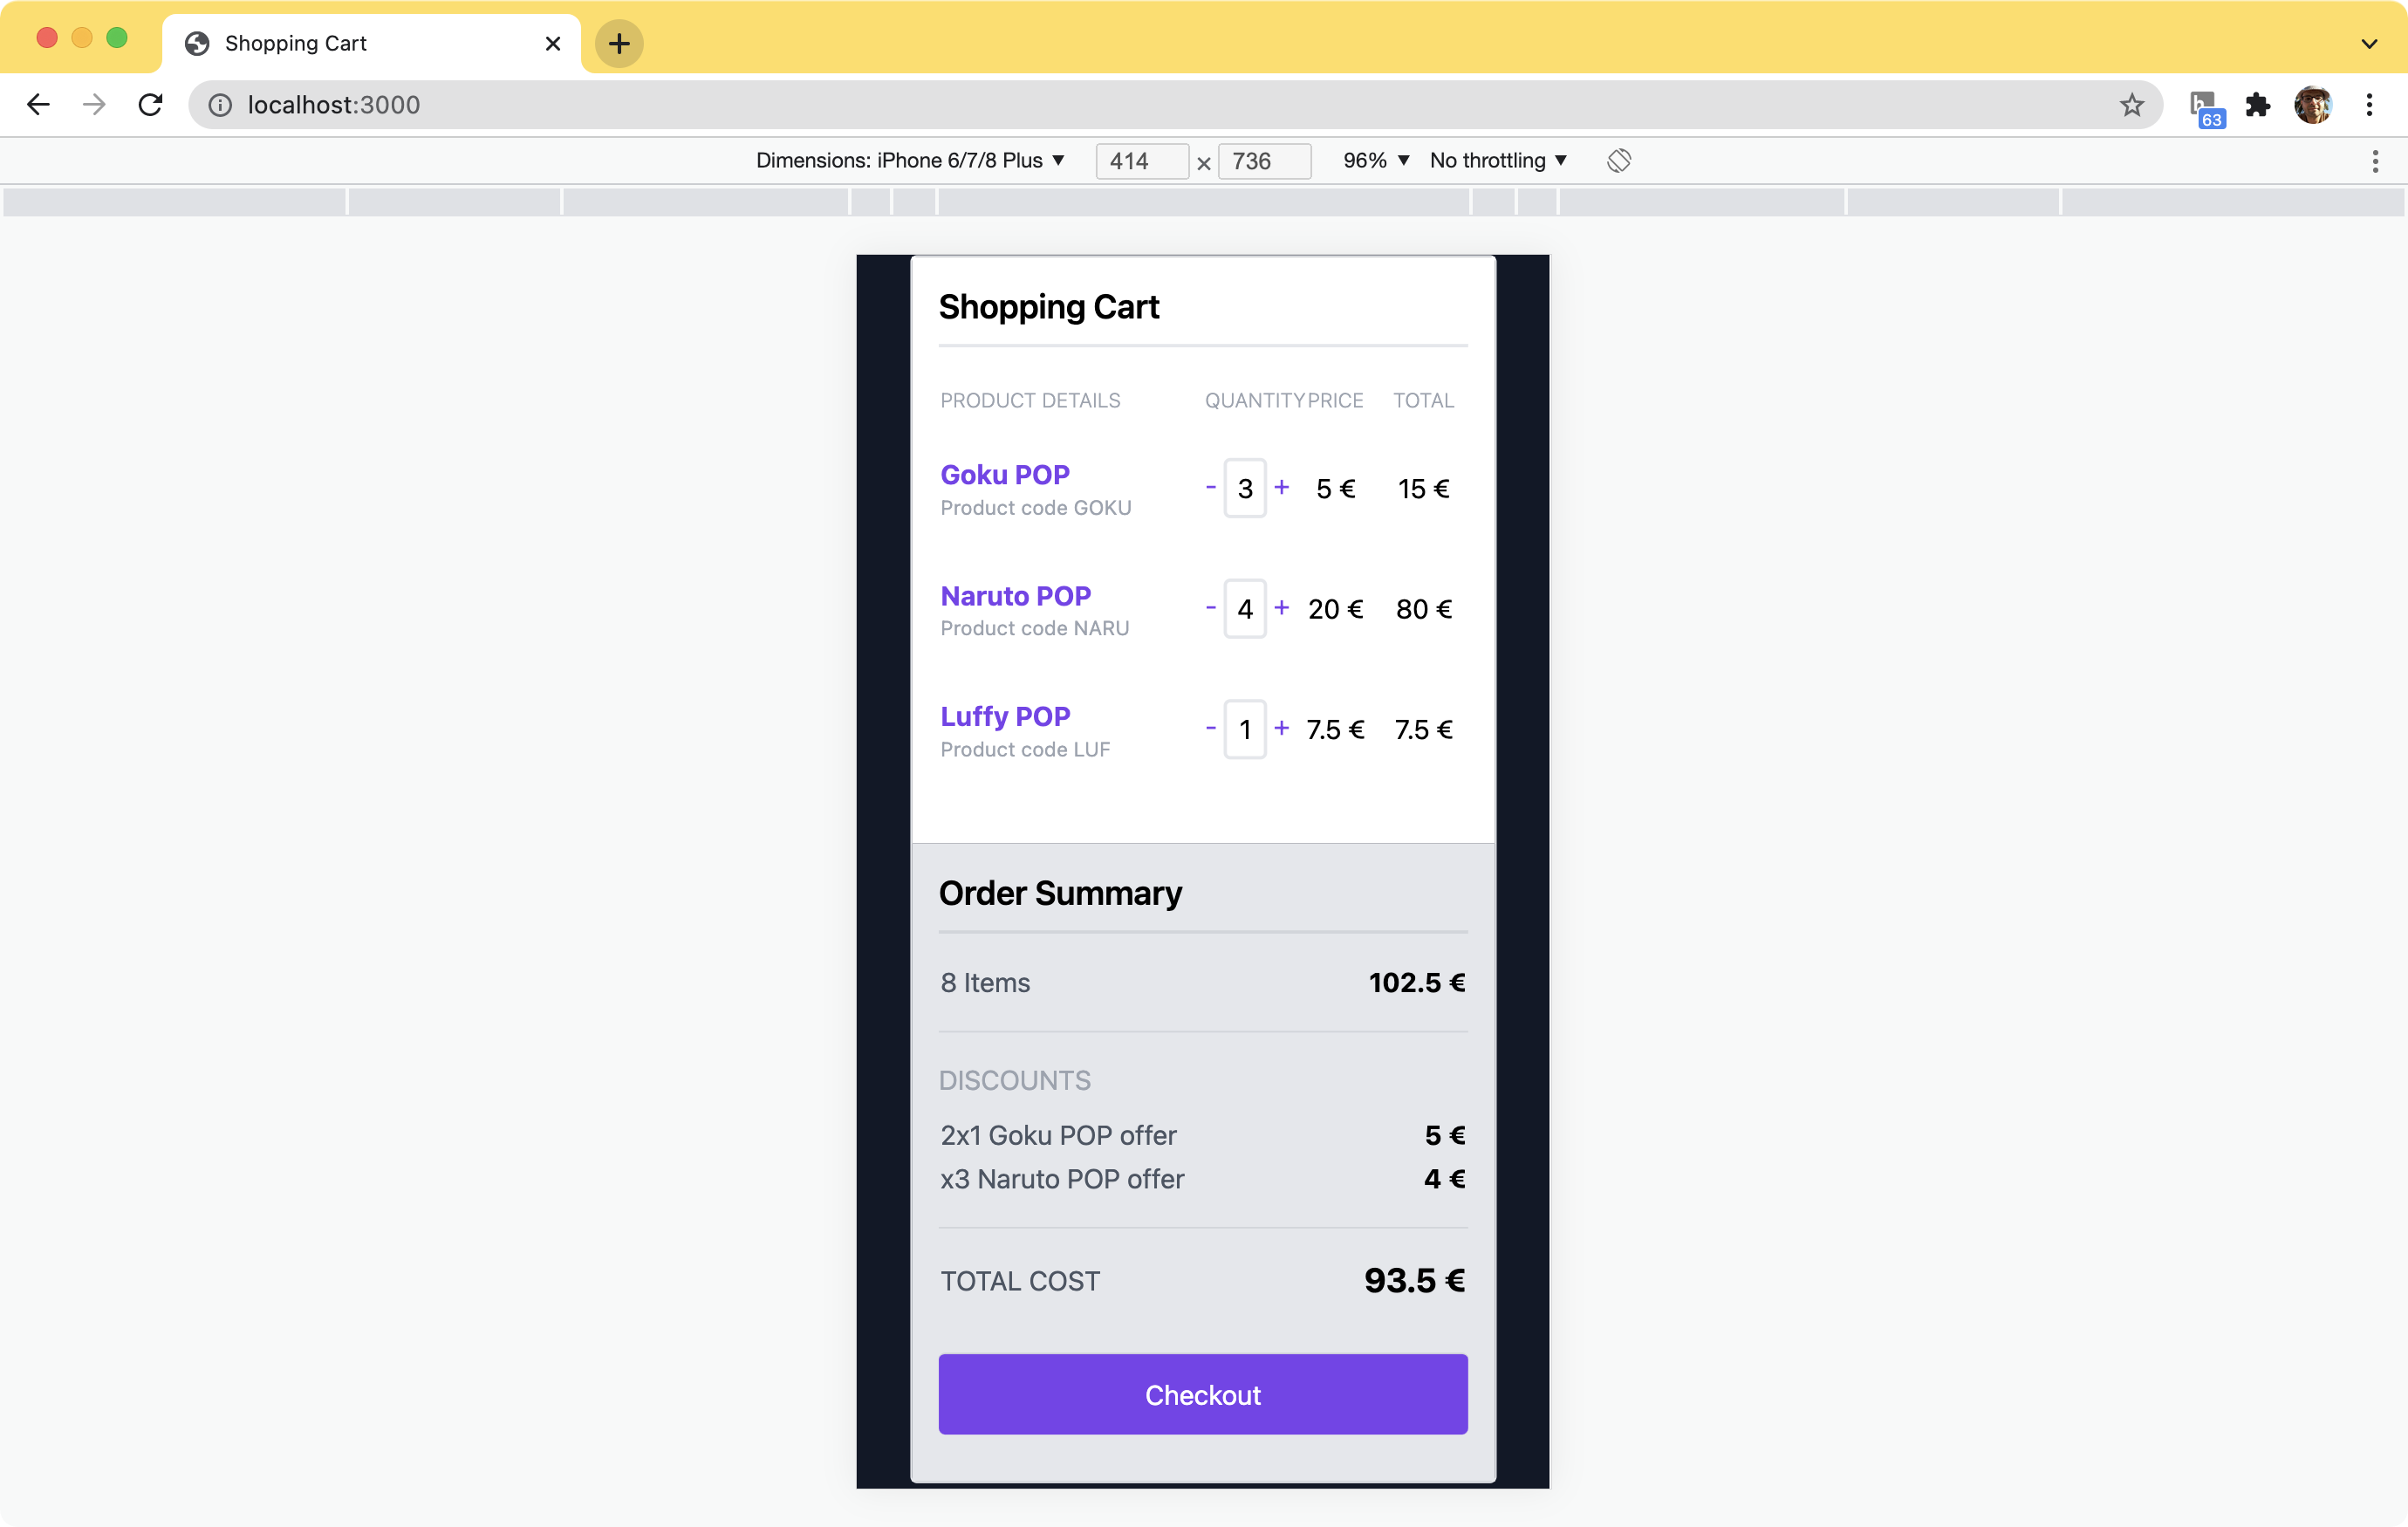 Shopping Cart
localhost:3000
63
Dimensions: iPhone 6/7/8 Plus ▼ 414 × 736 96% ▼ No throttling ▼
Shopping Cart
PRODUCT DETAILS QUANTITY PRICE TOTAL
Goku POP - 3 + 5 € 15 €
Product code GOKU
Naruto POP - 4 + 20 € 80 €
Product code NARU
Luffy POP - 1 + 7.5 € 7.5 €
Product code LUF
Order Summary
8 Items 102.5 €
DISCOUNTS
2x1 Goku POP offer 5 €
x3 Naruto POP offer 4 €
TOTAL COST 93.5 €
Checkout